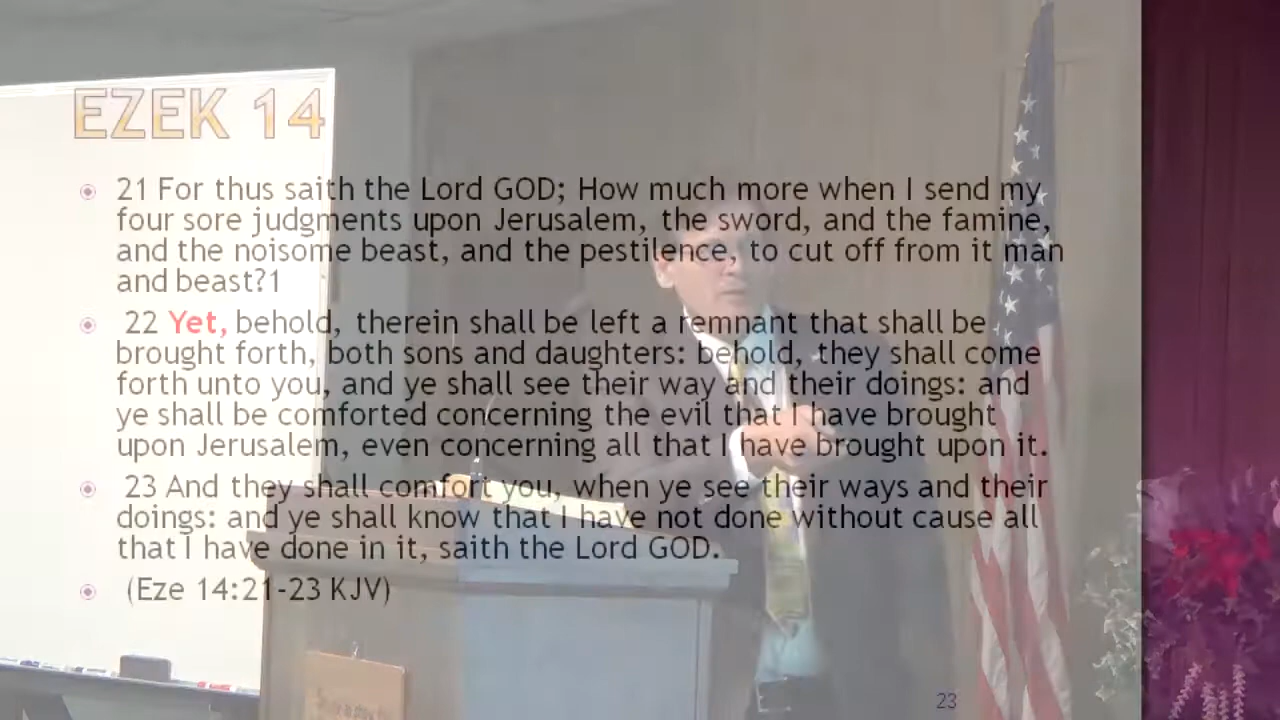 EZEK 14
21 For thus saith the Lord GOD; How much more when I send my
four sore judgments upon Jerusalem, the sword, and the famine,
and the noisome beast, and the pestilence, to cut off from it man
and beast?1
22 Yet, behold, therein shall be left a remnant that shall be
brought forth, both sons and daughters: behold, they shall come
forth unto you, and ye shall see their way and their doings: and
ye shall be comforted concerning the evil that I have brought
upon Jerusalem, even concerning all that I have brought upon it.
23 And they shall comfort you, when ye see their ways and their
doings: and ye shall know that I have not done without cause all
that I have done in it, saith the Lord GOD.
(Eze 14:21-23 KJV)
23